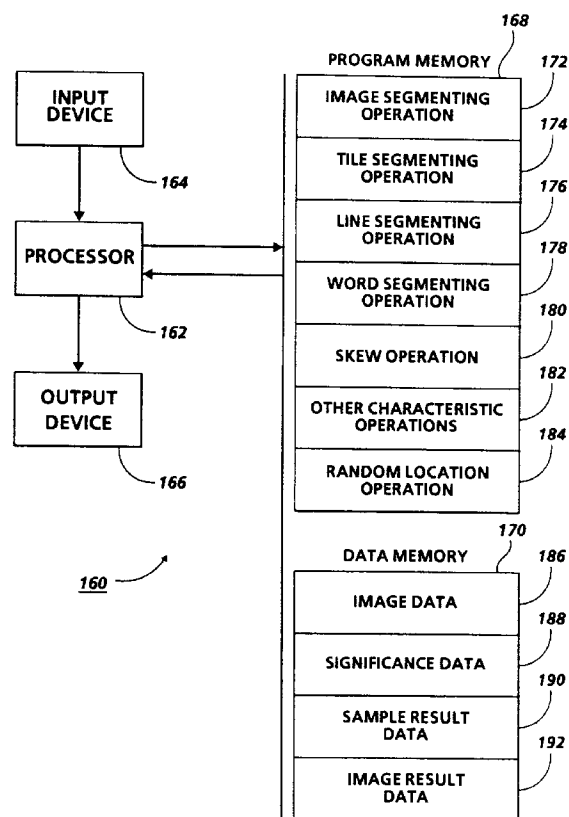 INPUT
DEVICE
164
PROCESSOR
162
OUTPUT
DEVICE
166
160
168
PROGRAM MEMORY
172
IMAGE SEGMENTING
OPERATION
174
TILE SEGMENTING
OPERATION
176
LINE SEGMENTING
OPERATION
178
WORD SEGMENTING
OPERATION
180
SKEW OPERATION
182
OTHER CHARACTERISTIC
OPERATIONS
184
RANDOM LOCATION
OPERATION
170
DATA MEMORY
186
IMAGE DATA
188
SIGNIFICANCE DATA
190
SAMPLE RESULT
DATA
192
IMAGE RESULT
DATA